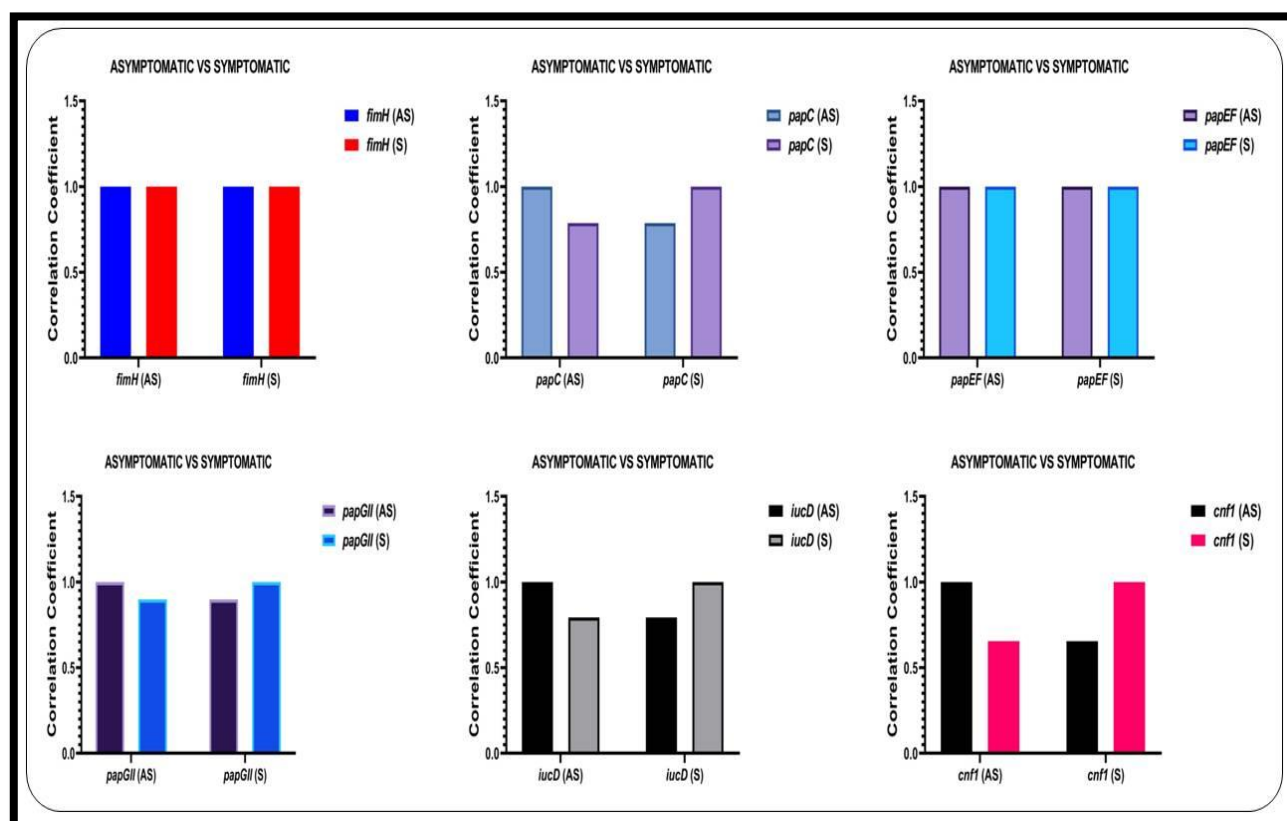 ASYMPTOMATIC VS SYMPTOMATIC
Correlation Coefficient
1.5
1.0
0.5
0.0
fimH (AS)
fimH (S)
fimH (AS)
fimH (S)
ASYMPTOMATIC VS SYMPTOMATIC
Correlation Coefficient
1.5
1.0
0.5
0.0
papC (AS)
papC (S)
papC (AS)
papC (S)
ASYMPTOMATIC VS SYMPTOMATIC
Correlation Coefficient
1.5
1.0
0.5
0.0
papEF (AS)
papEF (S)
papEF (AS)
papEF (S)
ASYMPTOMATIC VS SYMPTOMATIC
Correlation Coefficient
1.5
1.0
0.5
0.0
papGII (AS)
papGII (S)
papGII (AS)
papGII (S)
ASYMPTOMATIC VS SYMPTOMATIC
Correlation Coefficient
1.5
1.0
0.5
0.0
iucD (AS)
iucD (S)
iucD (AS)
iucD (S)
ASYMPTOMATIC VS SYMPTOMATIC
Correlation Coefficient
1.5
1.0
0.5
0.0
cnf1 (AS)
cnf1 (S)
cnf1 (AS)
cnf1 (S)